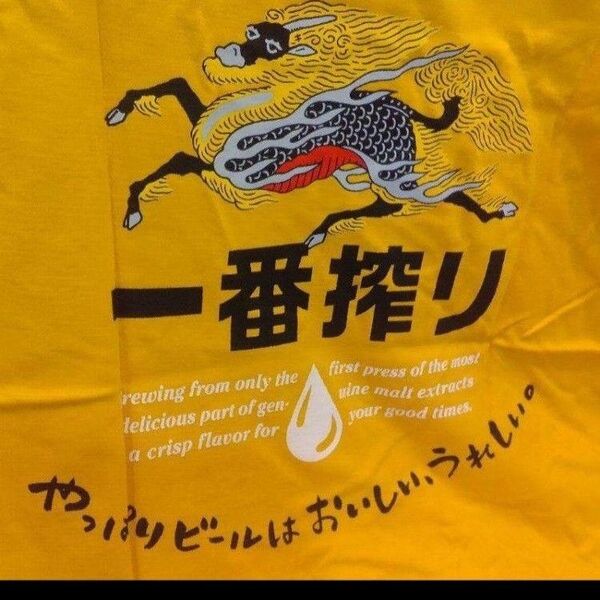 一番搾り
rewing from only the first press of the most
delicious part of gen- uine malt extracts
a crisp flavor for your good times.
やっぱりビールはおいしい、うれしい。